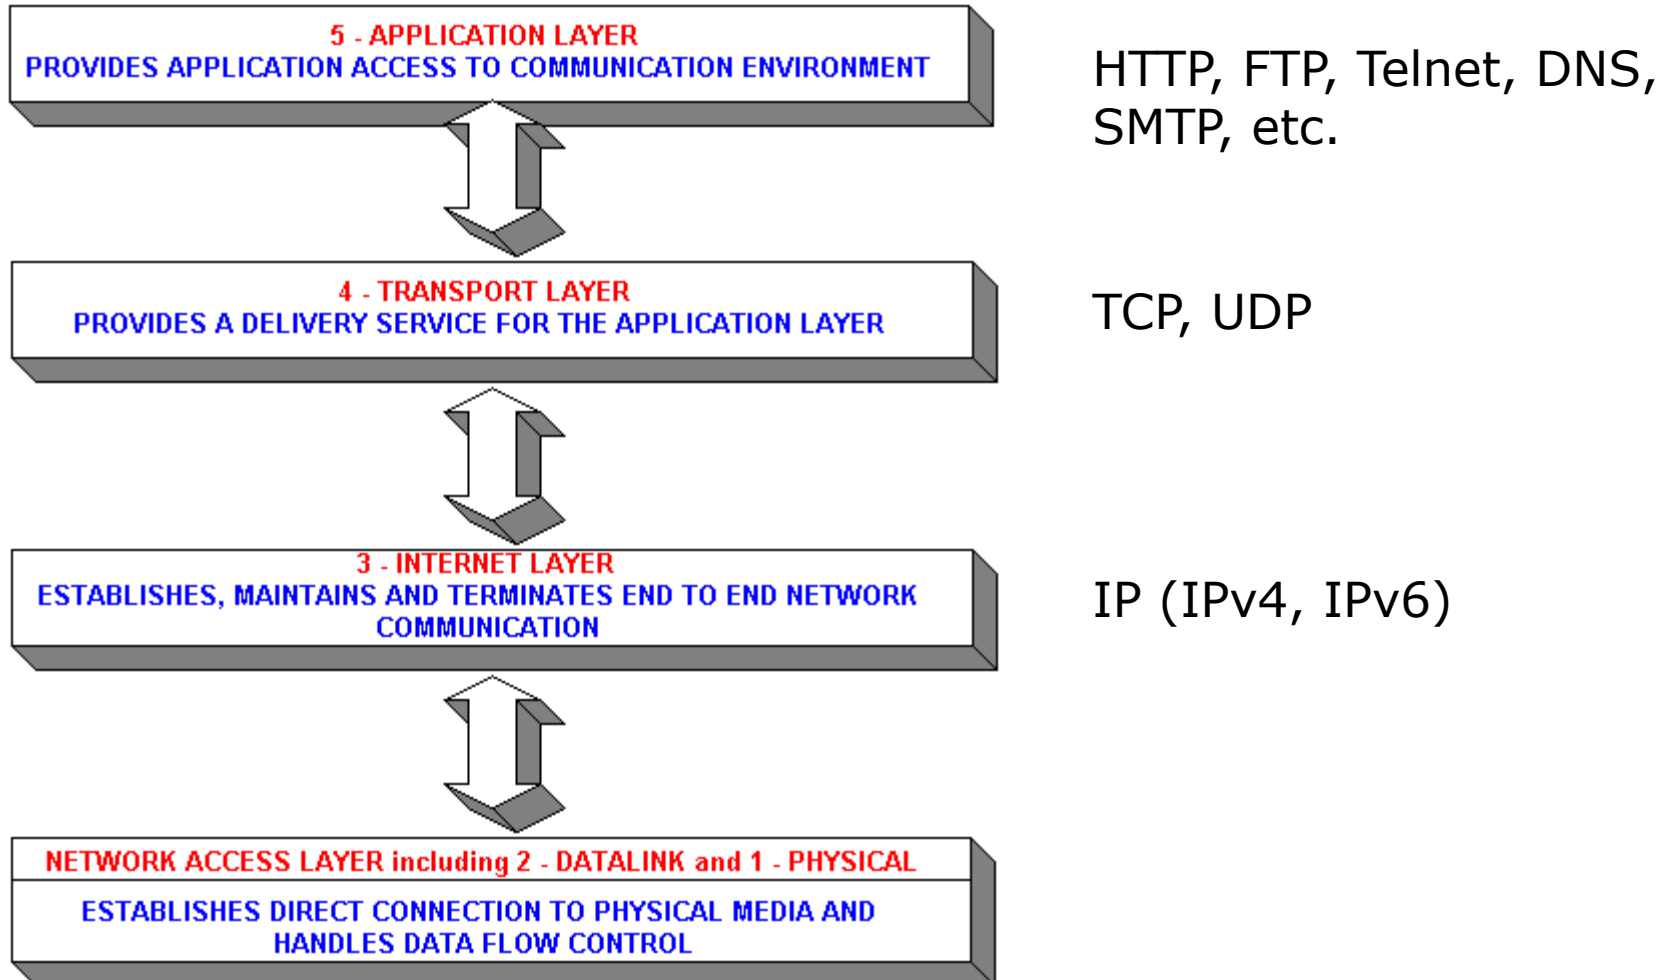 5 - APPLICATION LAYER
PROVIDES APPLICATION ACCESS TO COMMUNICATION ENVIRONMENT
HTTP, FTP, Telnet, DNS,
SMTP, etc.
4 - TRANSPORT LAYER
PROVIDES A DELIVERY SERVICE FOR THE APPLICATION LAYER
TCP, UDP
3 - INTERNET LAYER
ESTABLISHES, MAINTAINS AND TERMINATES END TO END NETWORK
COMMUNICATION
IP (IPv4, IPv6)
NETWORK ACCESS LAYER including 2 - DATALINK and 1 - PHYSICAL
ESTABLISHES DIRECT CONNECTION TO PHYSICAL MEDIA AND
HANDLES DATA FLOW CONTROL